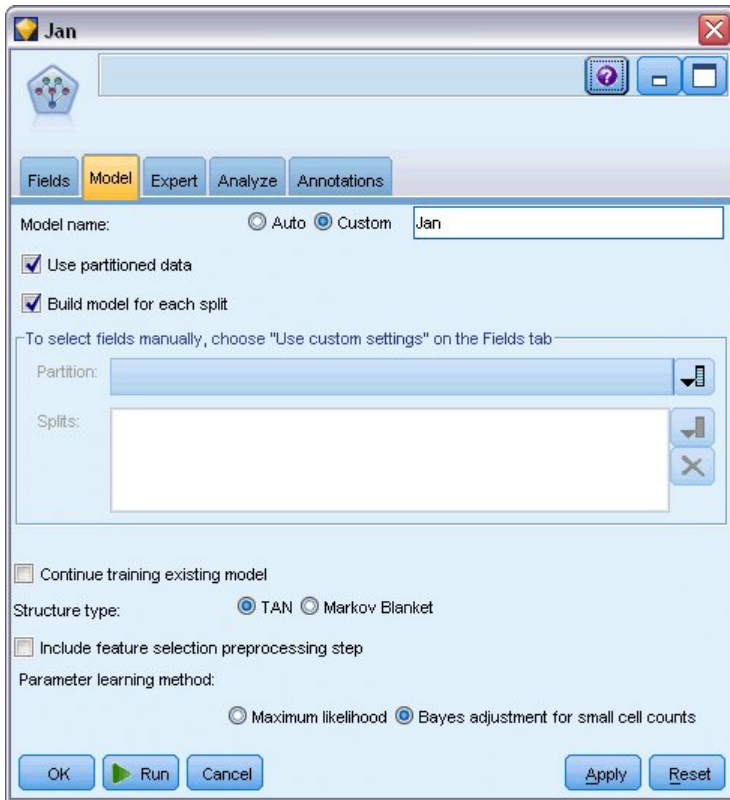 Jan
Fields Model Expert Analyze Annotations
Model name: Auto Custom Jan
Use partitioned data
Build model for each split
To select fields manually, choose "Use custom settings" on the Fields tab
Partition:
Splits:
Continue training existing model
Structure type: TAN Markov Blanket
Include feature selection preprocessing step
Parameter learning method:
Maximum likelihood Bayes adjustment for small cell counts
OK Run Cancel Apply Reset